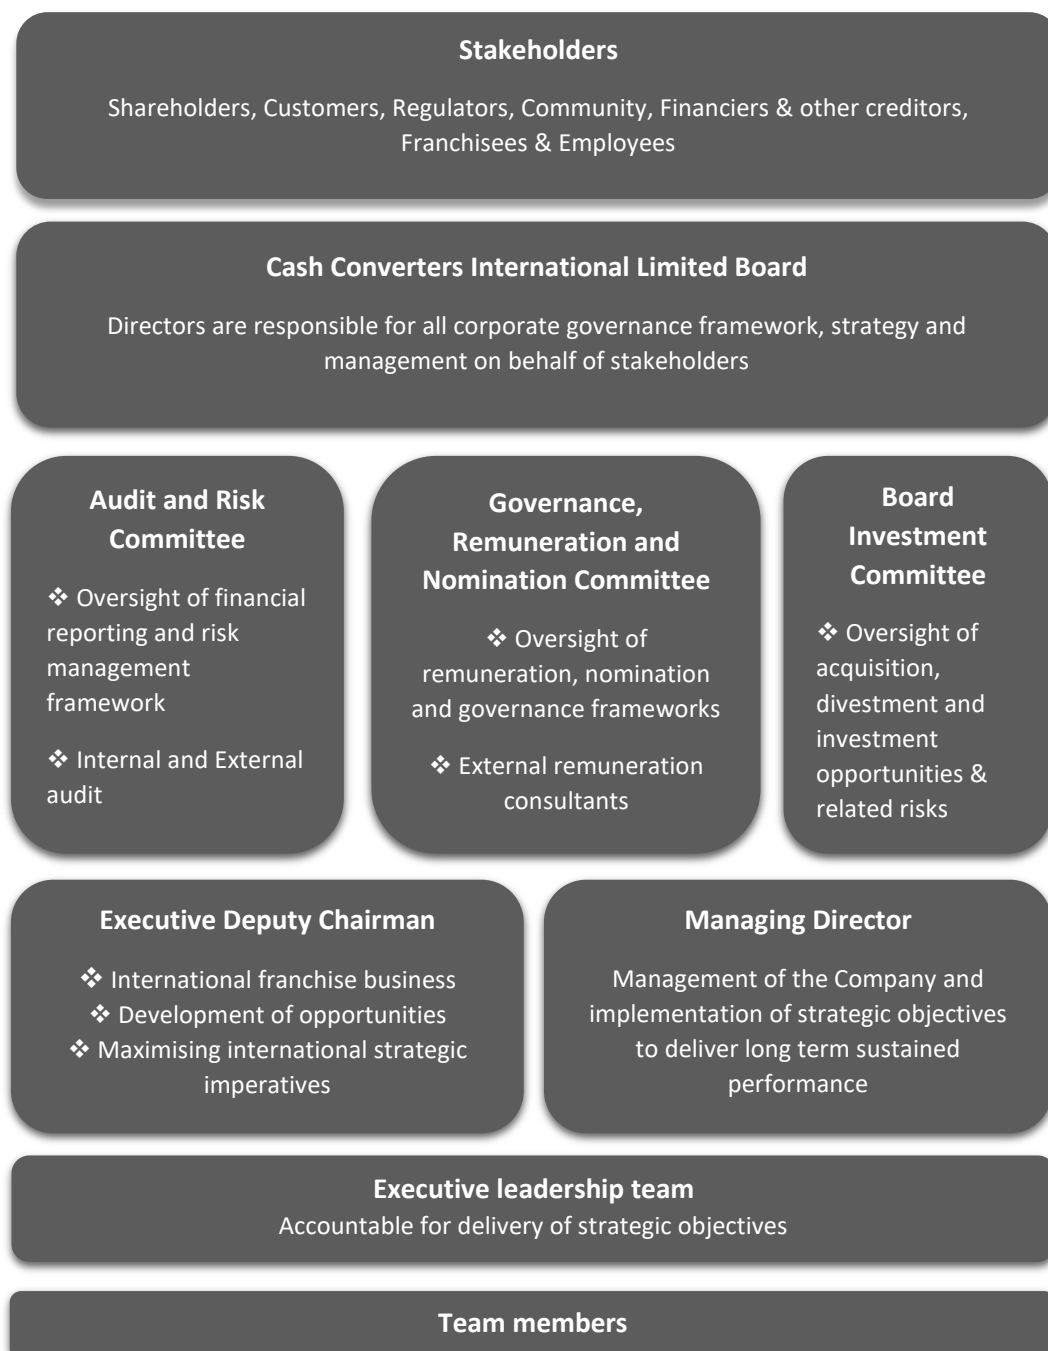 Stakeholders
Shareholders, Customers, Regulators, Community, Financiers & other creditors,
Franchisees & Employees
Cash Converters International Limited Board
Directors are responsible for all corporate governance framework, strategy and
management on behalf of stakeholders
Audit and Risk
Committee
❖ Oversight of financial
reporting and risk
management
framework
❖ Internal and External
audit
Governance,
Remuneration and
Nomination Committee
❖ Oversight of
remuneration, nomination
and governance frameworks
❖ External remuneration
consultants
Board
Investment
Committee
❖ Oversight of
acquisition,
divestment and
investment
opportunities &
related risks
Executive Deputy Chairman
❖ International franchise business
❖ Development of opportunities
❖ Maximising international strategic
imperatives
Managing Director
Management of the Company and
implementation of strategic objectives
to deliver long term sustained
performance
Executive leadership team
Accountable for delivery of strategic objectives
Team members